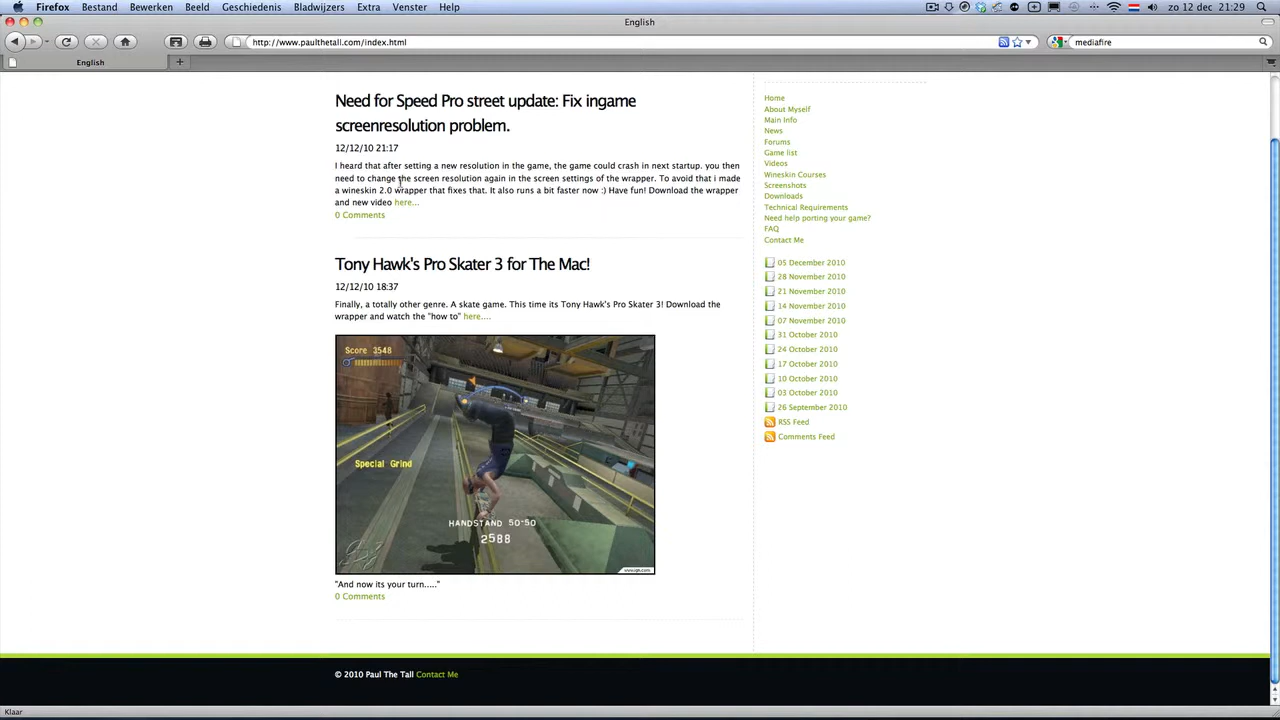 Firefox Bestand Bewerken Beeld Geschiedenis Bladwijzers Extra Venster Help
zo 12 dec 21:29
English
http://www.paulthetall.com/index.html
mediafire
English
Need for Speed Pro street update: Fix ingame
screenresolution problem.
12/12/10 21:17
I heard that after setting a new resolution in the game, the game could crash in next startup. you then
need to change the screen resolution again in the screen settings of the wrapper. To avoid that i made
a wineskin 2.0 wrapper that fixes that. It also runs a bit faster now :) Have fun! Download the wrapper
and new video here...
0 Comments
Tony Hawk's Pro Skater 3 for The Mac!
12/12/10 18:37
Finally, a totally other genre. A skate game. This time its Tony Hawk's Pro Skater 3! Download the
wrapper and watch the "how to" here....
Score 3548
Special Grind
HANDSTAND 50-50
2588
www.ign.com
"And now its your turn....."
0 Comments
Home
About Myself
Main Info
News
Forums
Game list
Videos
Wineskin Courses
Screenshots
Downloads
Technical Requirements
Need help porting your game?
FAQ
Contact Me
05 December 2010
28 November 2010
21 November 2010
14 November 2010
07 November 2010
31 October 2010
24 October 2010
17 October 2010
10 October 2010
03 October 2010
26 September 2010
RSS Feed
Comments Feed
© 2010 Paul The Tall Contact Me
Klaar